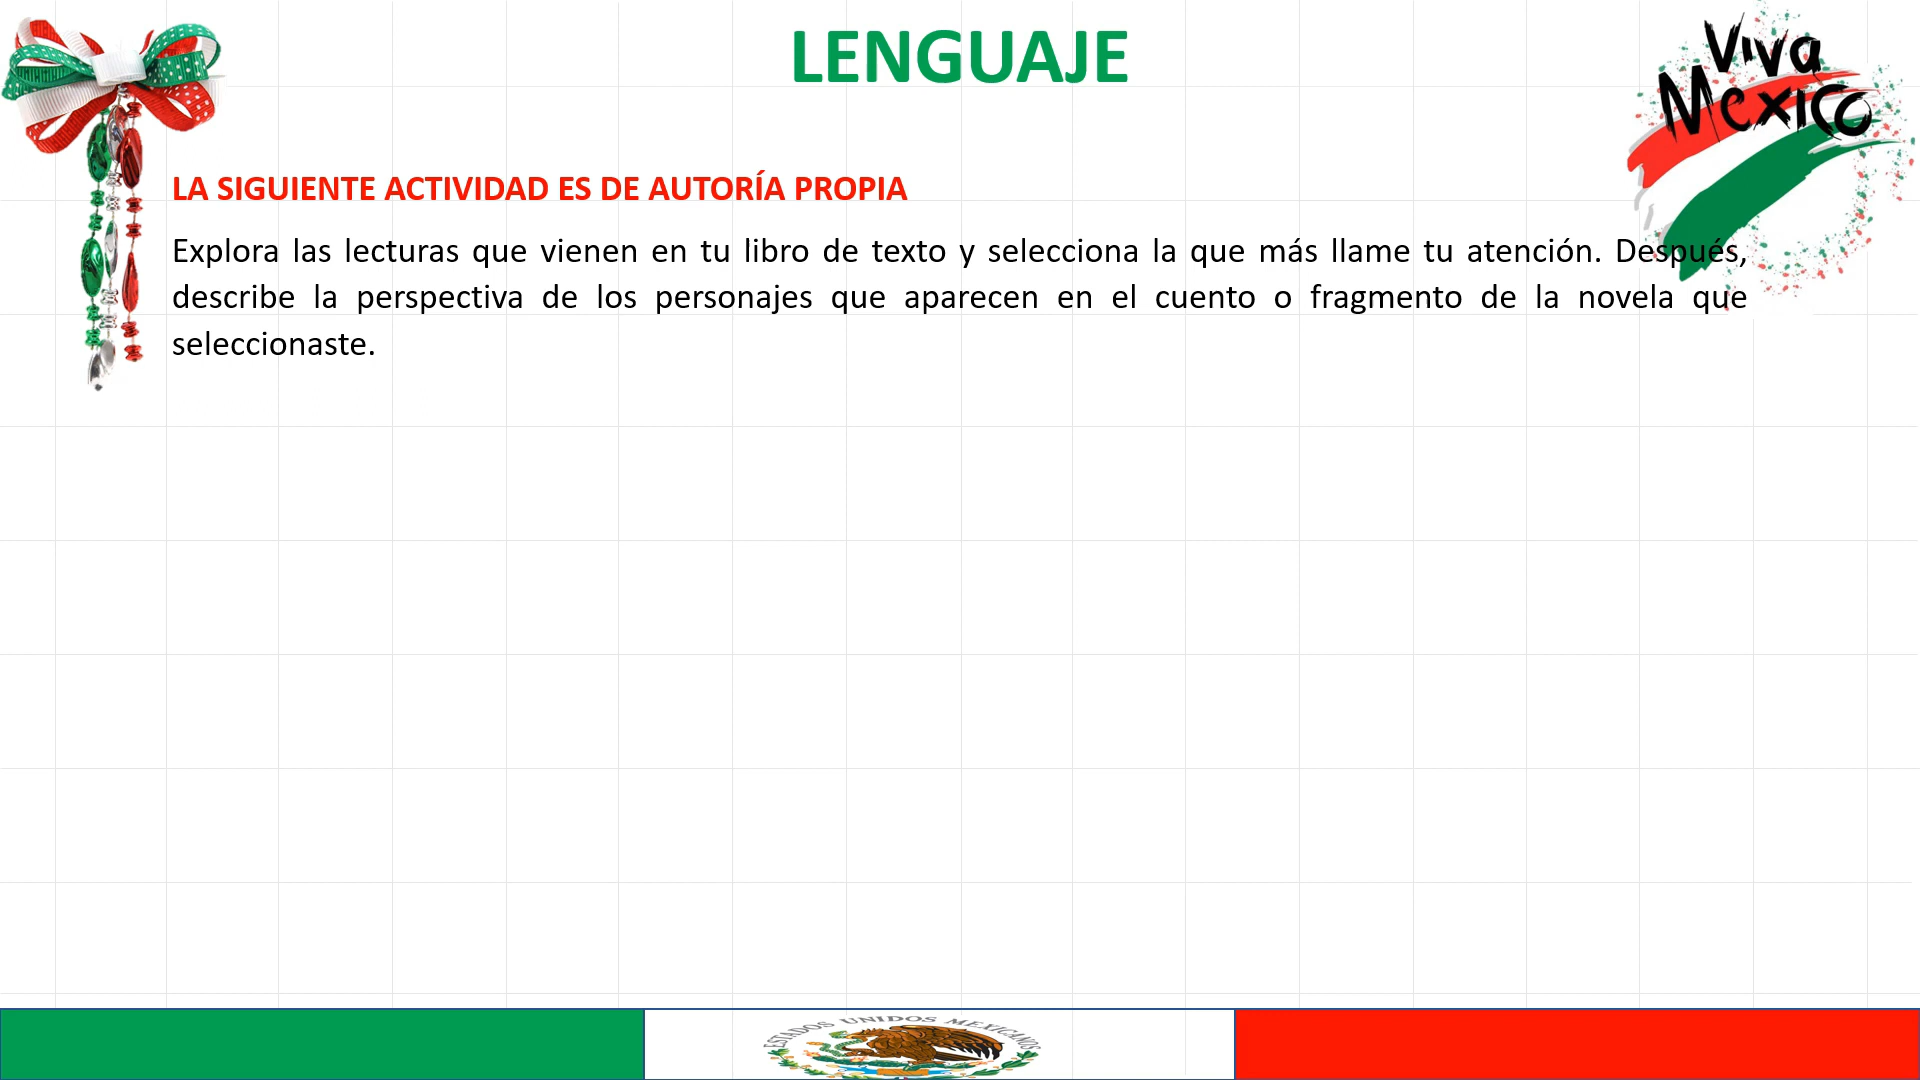 LENGUAJE
Viva
Mexico
LA SIGUIENTE ACTIVIDAD ES DE AUTORÍA PROPIA
Explora las lecturas que vienen en tu libro de texto y selecciona la que más llame tu atención. Después,
describe la perspectiva de los personajes que aparecen en el cuento o fragmento de la novela que
seleccionaste.
ESTADOS UNIDOS MEXICANOS